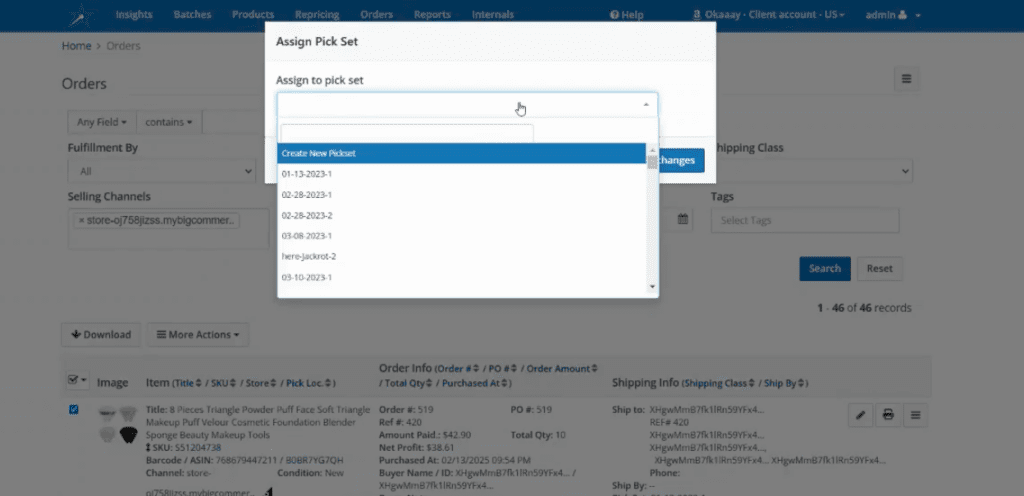 Insights Batches Products Repricing Orders Reports Internals Help Okaaay - Client account - US admin
Home > Orders
Assign Pick Set
Orders
Assign to pick set
Any Field contains
Create New Pickset
01-13-2023-1
02-28-2023-1
02-28-2023-2
03-08-2023-1
here-jackrot-2
03-10-2023-1
changes
Fulfillment By
hipping Class
All
Selling Channels
Tags
× store-oj758jizss.mybigcommer..
Select Tags
Search Reset
1 - 46 of 46 records
Download More Actions
Image Item (Title / SKU / Store / Pick Loc.)
Order Info (Order # / PO # / Order Amount
/ Total Qty / Purchased At)
Shipping Info (Shipping Class / Ship By)
Title: 8 Pieces Triangle Powder Puff Face Soft Triangle
Makeup Puff Velour Cosmetic Foundation Blender
Sponge Beauty Makeup Tools
SKU: S51204738
Barcode / ASIN: 768679447211 / B0BR7YG7QH
Channel: store- Condition: New
oj758jizss.mybigcommer..
Order #: 519 PO #: 519
Ref #: 420
Amount Paid.: $42.90 Total Qty: 10
Net Profit: $38.61
Purchased At: 02/13/2025 09:54 PM
Buyer Name / ID: XHgwMmB7fk1lRn59YFx4... /
XHgwMmB7fk1lRn59YFx4...
Ship to: XHgwMmB7fk1lRn59YFx4...
REF# 420
XHgwMmB7fk1lRn59YFx4...
XHgwMmB7fk1lRn59YFx4...
XHgwMmB7fk1lRn59YFx4... XHgwMmB7fk1lRn59YFx4...
Phone:
Ship By: --